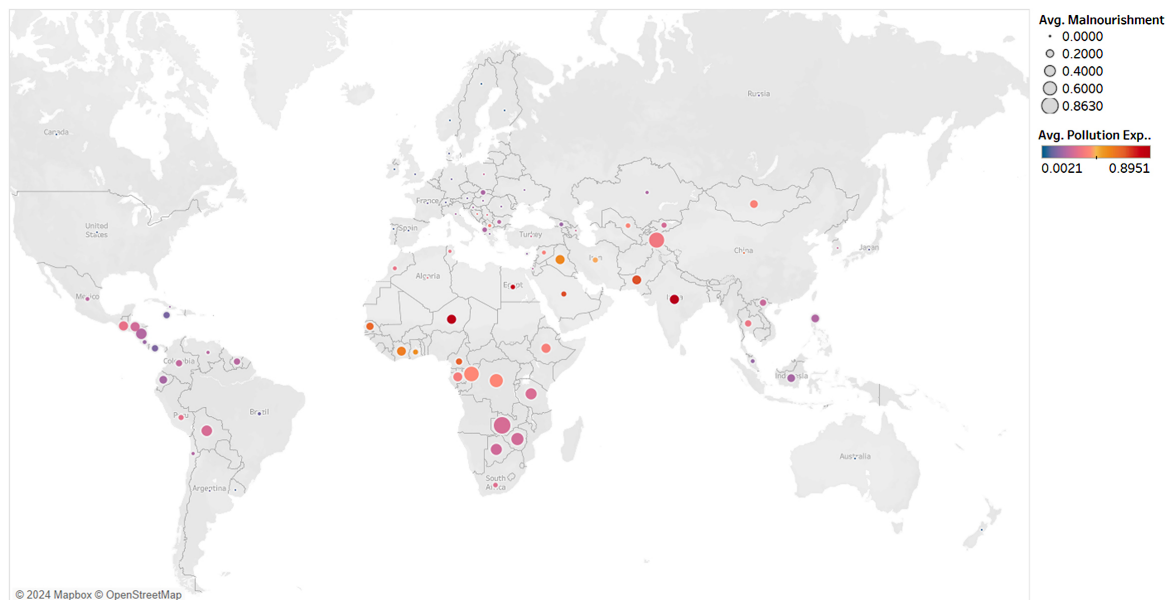 Avg. Malnourishment
0.0000
0.2000
0.4000
0.6000
0.8630
Avg. Pollution Exp..
0.0021 0.8951
Russia
Canada
France
United
States
Spain
Turkey
China
Japan
Algeria
Iran
Mexico
Egypt
India
Colombia
Indonesia
Peru
Brazil
Australia
South
Africa
Argentina
© 2024 Mapbox © OpenStreetMap